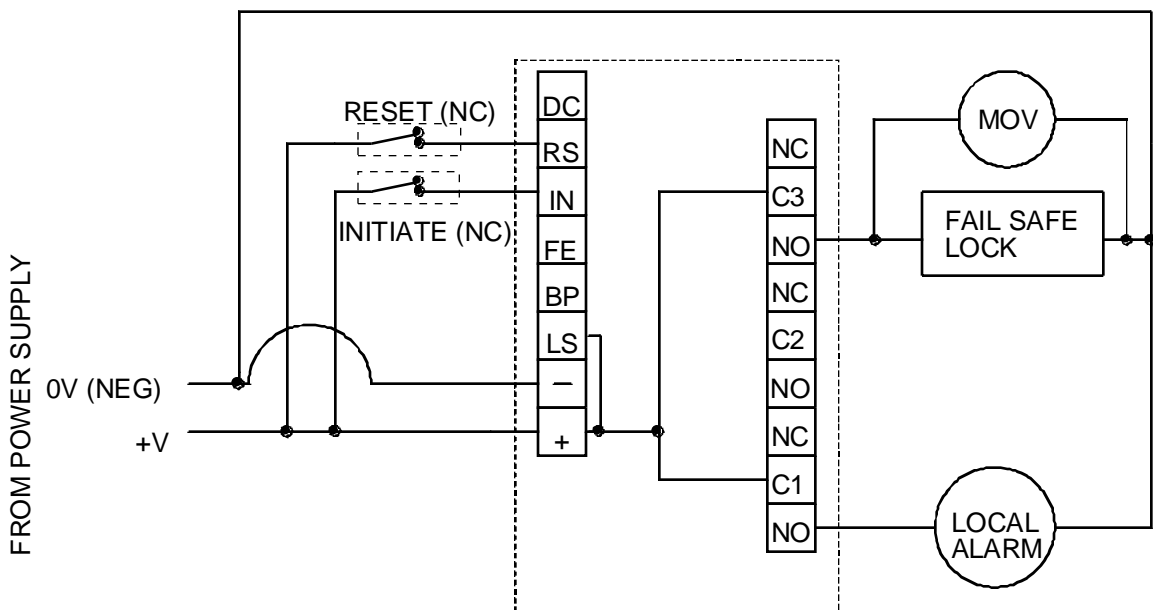 RESET (NC)
INITIATE (NC)
FROM POWER SUPPLY
0V (NEG)
+V
DC
RS
IN
FE
BP
LS
–
+
NC
C3
NO
NC
C2
NO
NC
C1
NO
MOV
FAIL SAFE
LOCK
LOCAL
ALARM